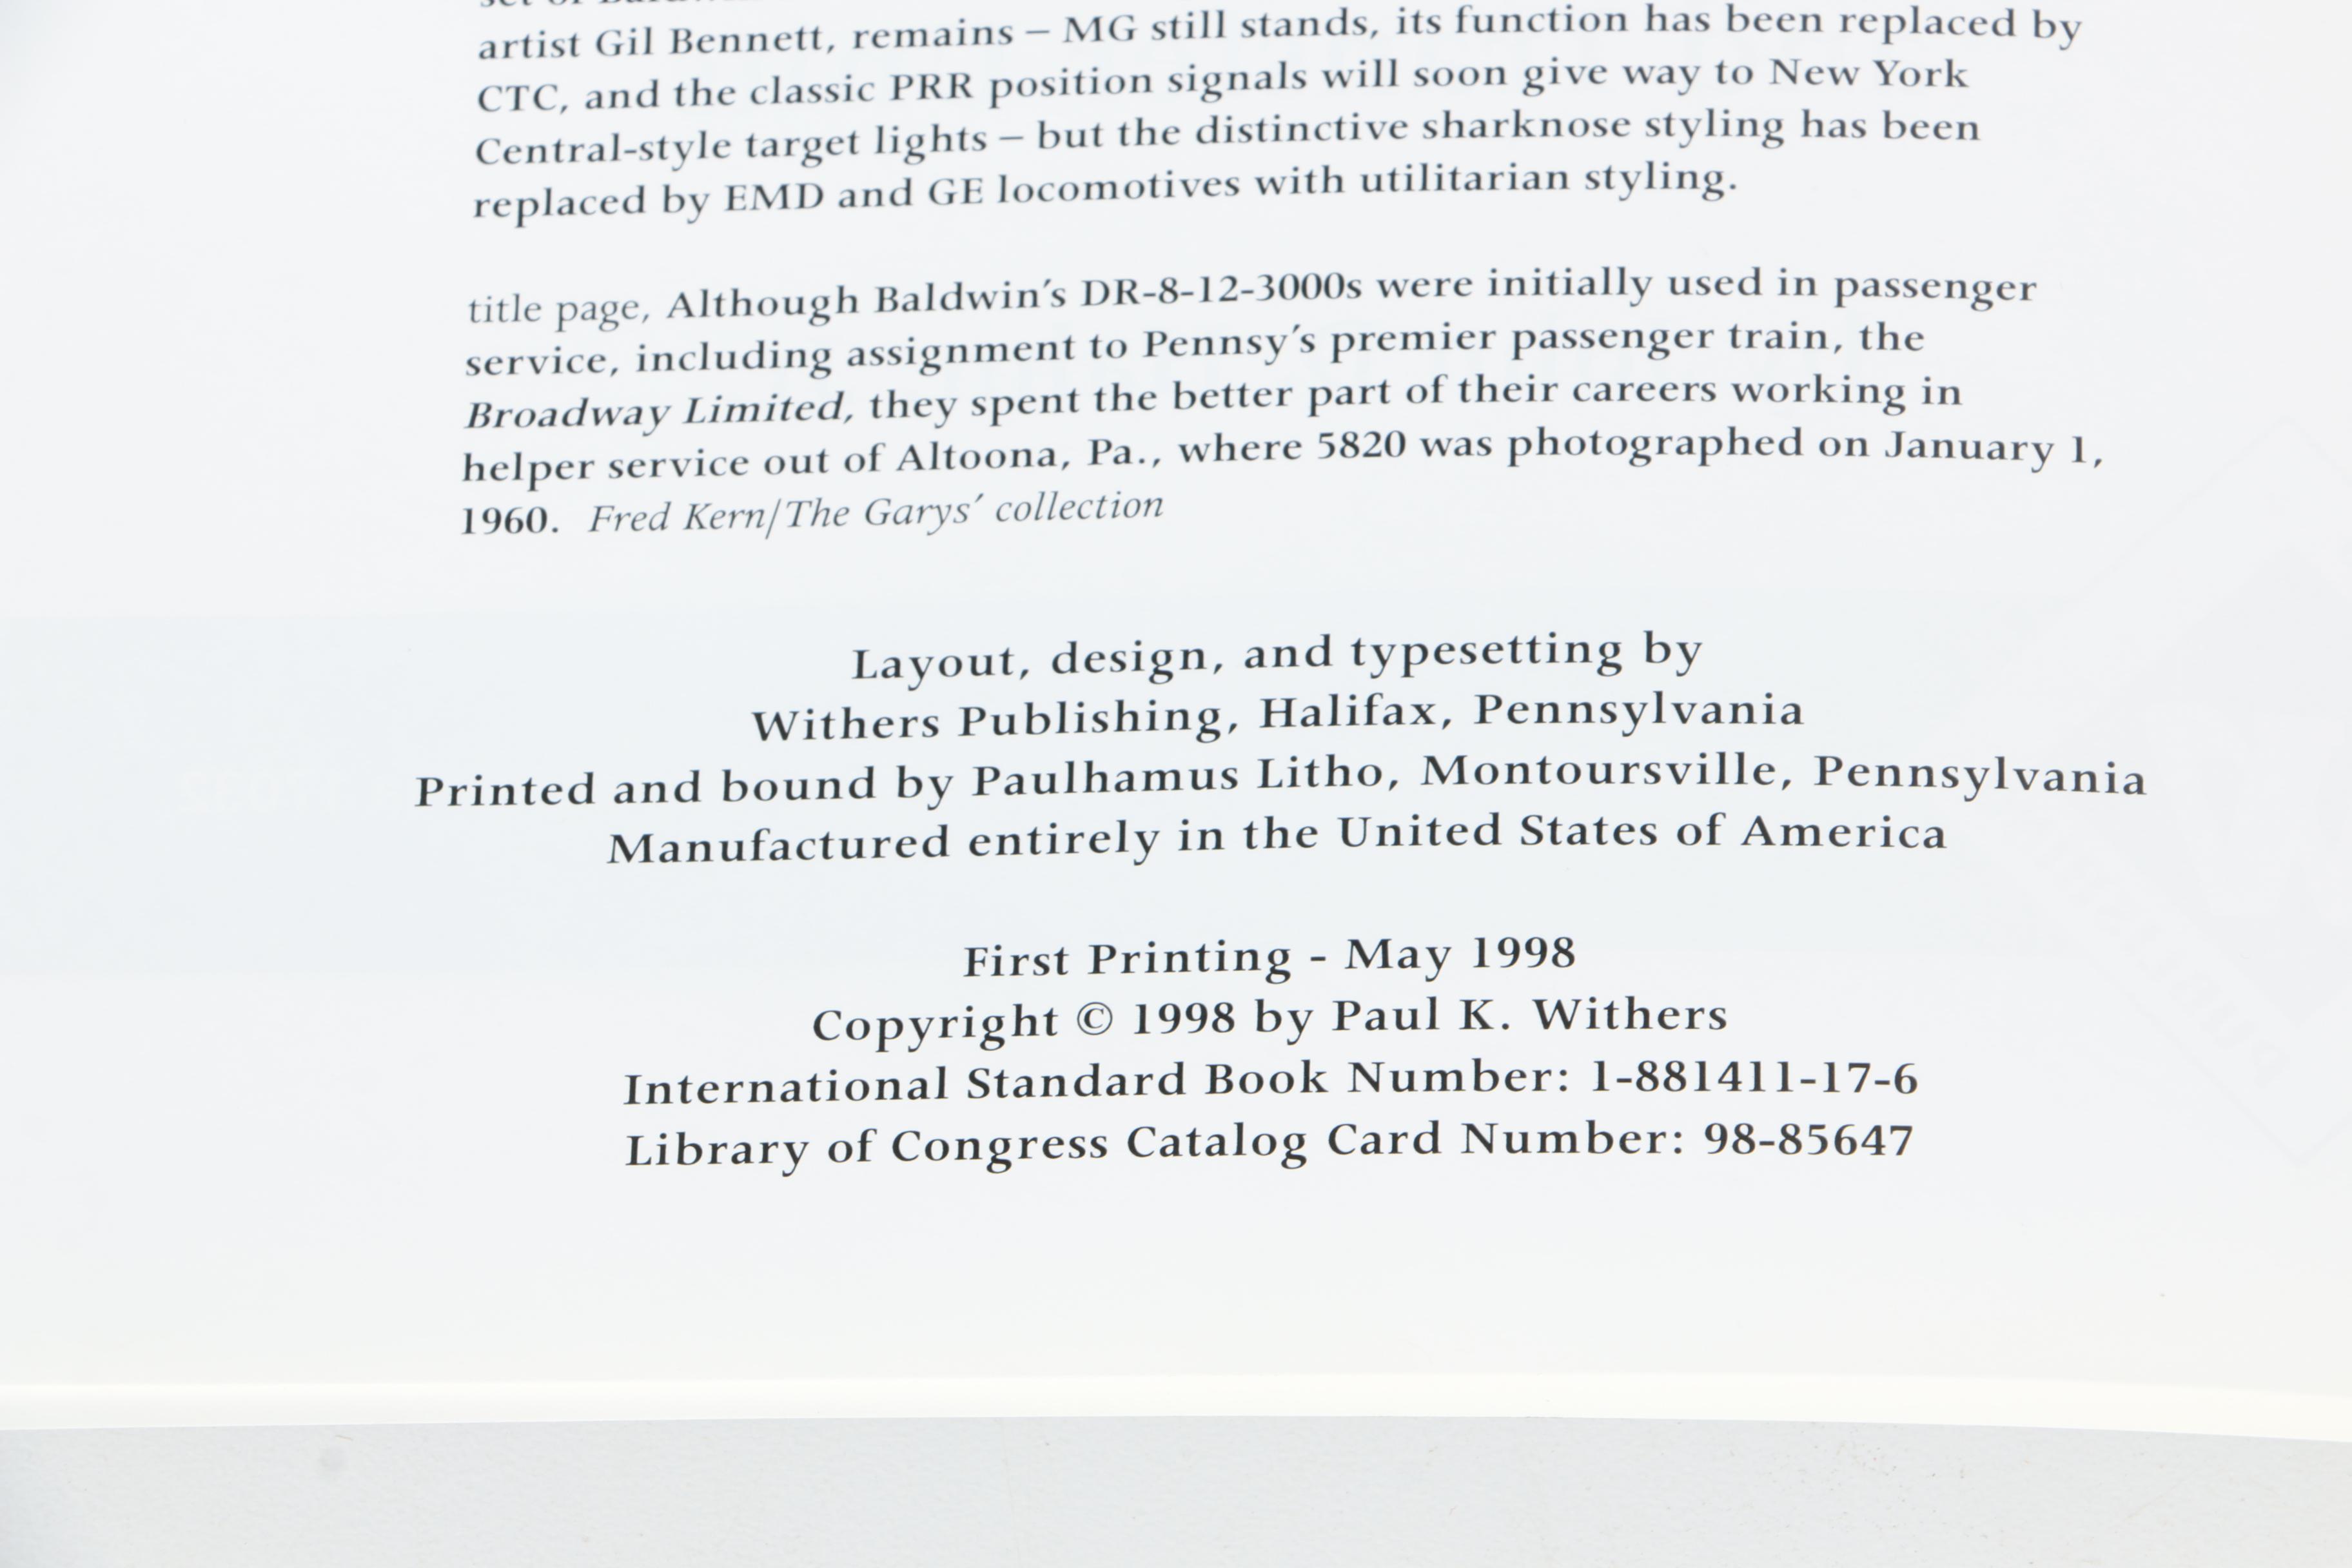 set of Baldwin
artist Gil Bennett, remains – MG still stands, its function has been replaced by
CTC, and the classic PRR position signals will soon give way to New York
Central-style target lights – but the distinctive sharknose styling has been
replaced by EMD and GE locomotives with utilitarian styling.
title page, Although Baldwin's DR-8-12-3000s were initially used in passenger
service, including assignment to Pennsy's premier passenger train, the
Broadway Limited, they spent the better part of their careers working in
helper service out of Altoona, Pa., where 5820 was photographed on January 1,
1960. Fred Kern/The Garys' collection
Layout, design, and typesetting by
Withers Publishing, Halifax, Pennsylvania
Printed and bound by Paulhamus Litho, Montoursville, Pennsylvania
Manufactured entirely in the United States of America
First Printing - May 1998
Copyright © 1998 by Paul K. Withers
International Standard Book Number: 1-881411-17-6
Library of Congress Catalog Card Number: 98-85647